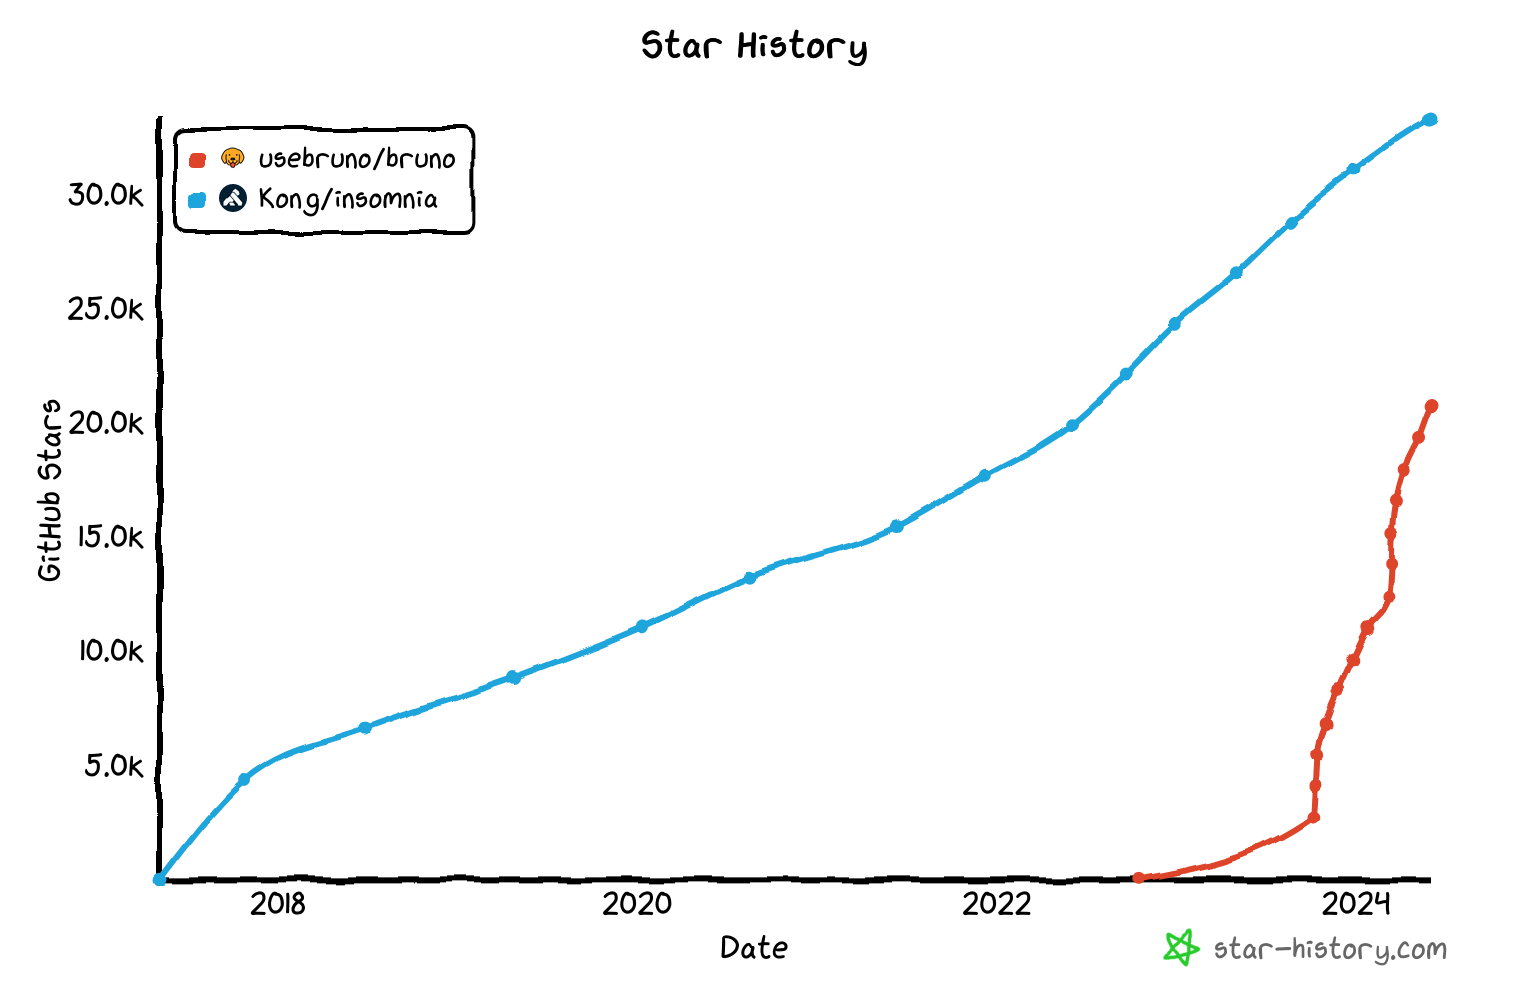 Star History
usebruno/bruno
Kong/insomnia
30.0K
25.0K
20.0K
15.0K
10.0K
5.0K
GitHub Stars
2018 2020 2022 2024
Date
star-history.com